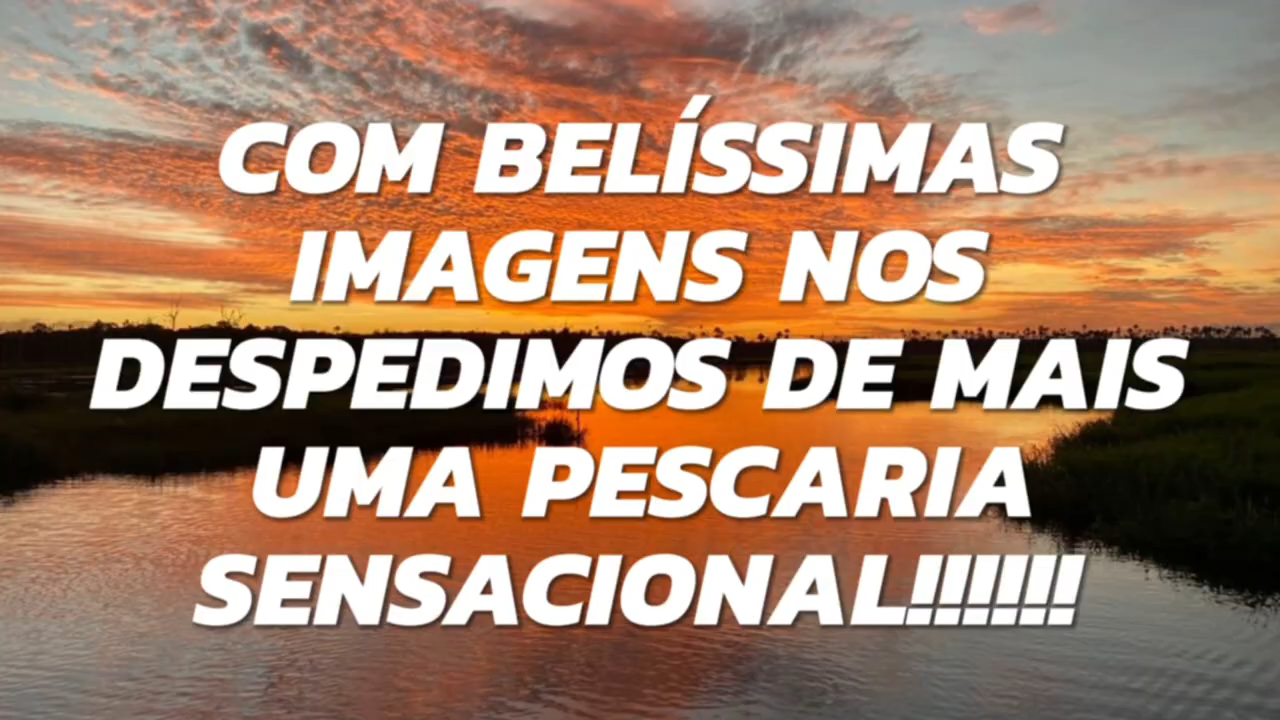 COM BELÍSSIMAS
IMAGENS NOS
DESPEDIMOS DE MAIS
UMA PESCARIA
SENSACIONAL!!!!!!